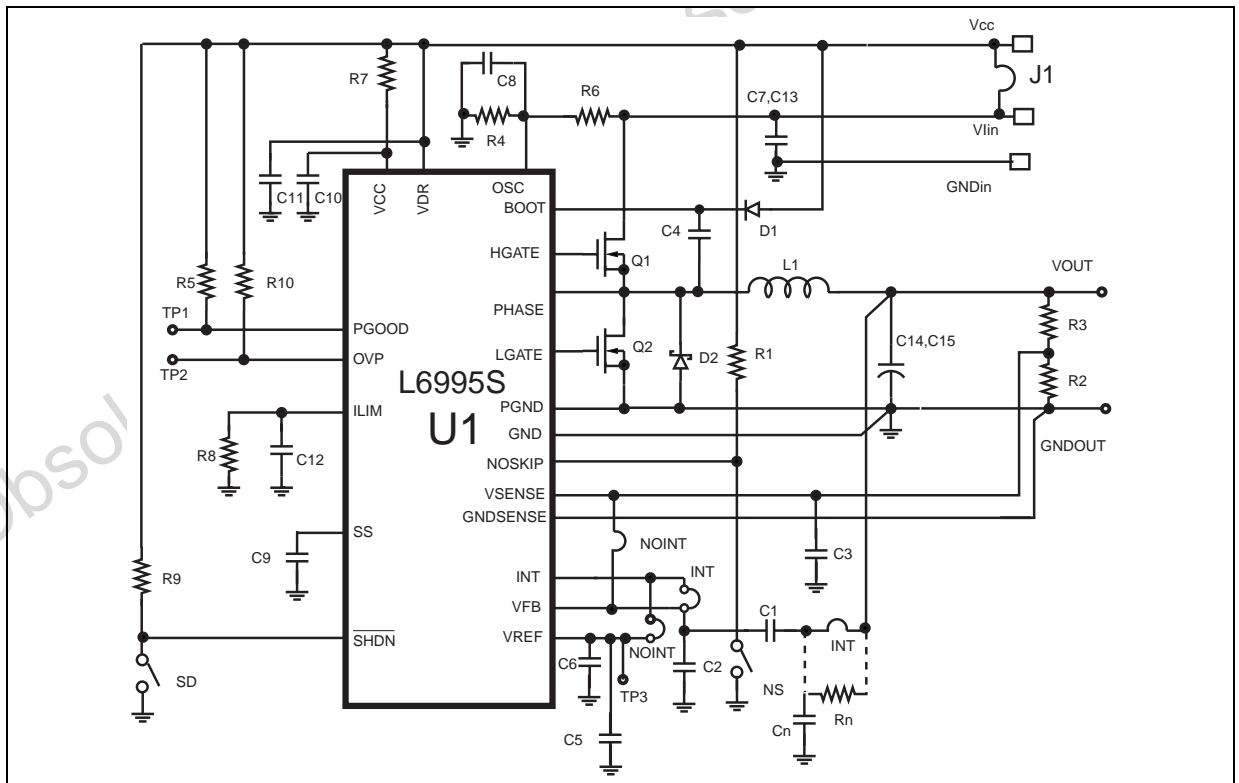 Vcc
J1
C8
R7
R6
C7,C13
R4
VIin
GNDin
C11
C10
VCC
VDR
OSC
BOOT
C4
D1
HGATE
Q1
L1
VOUT
R5
R10
TP1
PGOOD
PHASE
R3
TP2
OVP
LGATE
Q2
D2
R1
C14,C15
L6995S
U1
R2
ILIM
PGND
GND
GNDOUT
R8
C12
NOSKIP
VSENSE
GNDSENSE
SS
C9
NOINT
C3
R9
INT
INT
VFB
C1
SHDN
VREF
NOINT
INT
C6
C2
SD
TP3
NS
Rn
Cn
C5